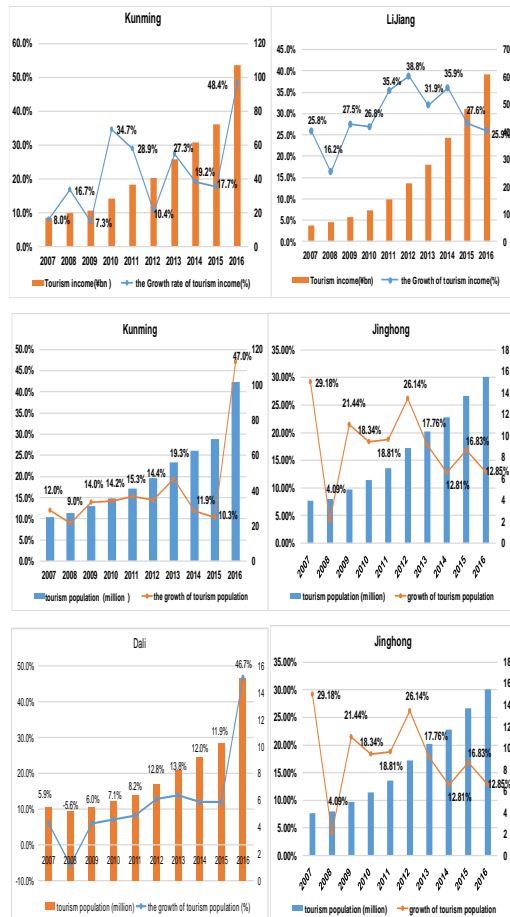 Kunming
60.0% 120
50.0% 100
40.0% 80
30.0% 60
20.0% 40
10.0% 20
0.0% 0
8.0% 16.7% 7.3% 34.7% 28.9% 10.4% 27.3% 19.2% 17.7% 48.4%
2007 2008 2009 2010 2011 2012 2013 2014 2015 2016
Tourism income(¥bn ) the Growth rate of tourism income(%)
LiJiang
45.0% 70
40.0% 60
35.0% 50
30.0% 40
25.0% 30
20.0% 20
15.0% 10
10.0% 0
5.0%
0.0%
25.8% 16.2% 27.5% 26.8% 35.4% 38.8% 31.9% 35.9% 27.6% 25.9%
2007 2008 2009 2010 2011 2012 2013 2014 2015 2016
Tourism income(¥bn) the Growth of tourism income(%)
Kunming
50.0% 120
45.0% 100
40.0% 80
35.0% 60
30.0% 40
25.0% 20
20.0% 0
15.0%
10.0%
5.0%
0.0%
12.0% 9.0% 14.0% 14.2% 15.3% 14.4% 19.3% 11.9% 10.3% 47.0%
2007 2008 2009 2010 2011 2012 2013 2014 2015 2016
tourism population (million ) the growth of tourism population
Jinghong
35.00% 18
30.00% 16
25.00% 14
20.00% 12
15.00% 10
10.00% 8
5.00% 6
0.00% 4
2
0
29.18% 4.09% 21.44% 18.34% 18.81% 26.14% 17.76% 12.81% 16.83% 12.85%
2007 2008 2009 2010 2011 2012 2013 2014 2015 2016
tourism population (million) growth of tourism population
Dali
50.0% 16
40.0% 14
30.0% 12
20.0% 10
10.0% 8
0.0% 6
-10.0% 4
2
0
5.9% -5.6% 6.0% 7.1% 8.2% 12.8% 13.8% 12.0% 11.9% 46.7%
2007 2008 2009 2010 2011 2012 2013 2014 2015 2016
tourism population (million) the growth of tourism population (%)
Jinghong
35.00% 18
30.00% 16
25.00% 14
20.00% 12
15.00% 10
10.00% 8
5.00% 6
0.00% 4
2
0
29.18% 4.09% 21.44% 18.34% 18.81% 26.14% 17.76% 12.81% 16.83% 12.85%
2007 2008 2009 2010 2011 2012 2013 2014 2015 2016
tourism population (million) growth of tourism population